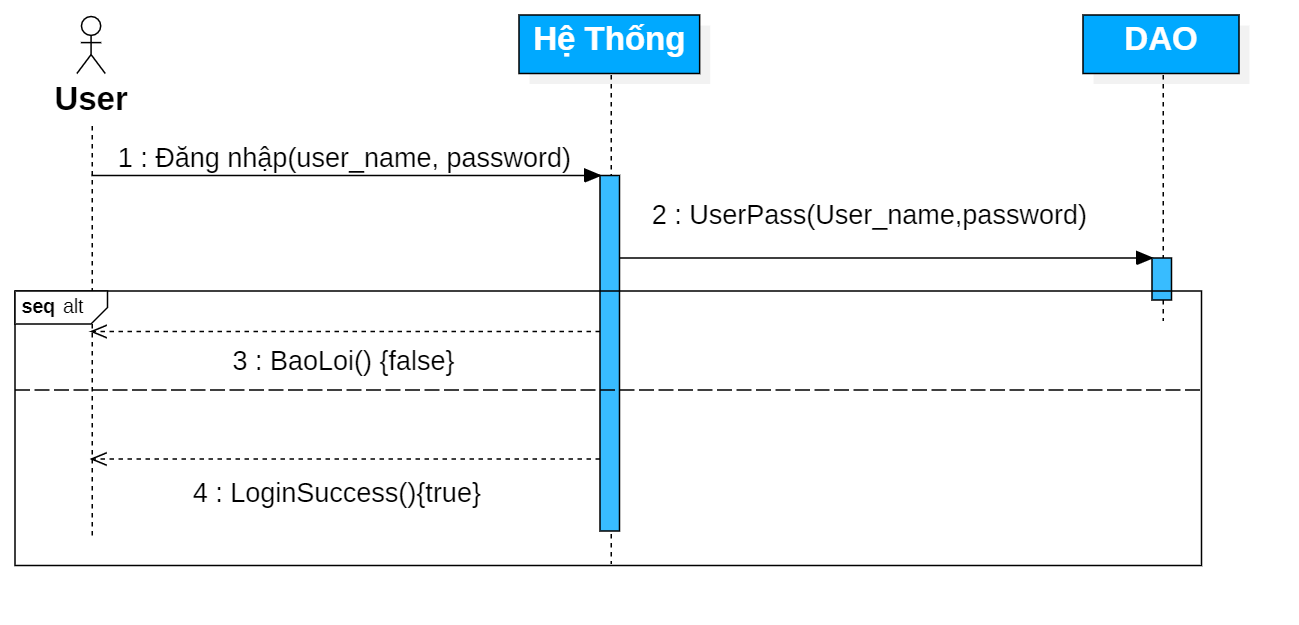 User
Hệ Thống
DAO
1 : Đăng nhập(user_name, password)
2 : UserPass(User_name,password)
seq alt
3 : BaoLoi() {false}
4 : LoginSuccess(){true}